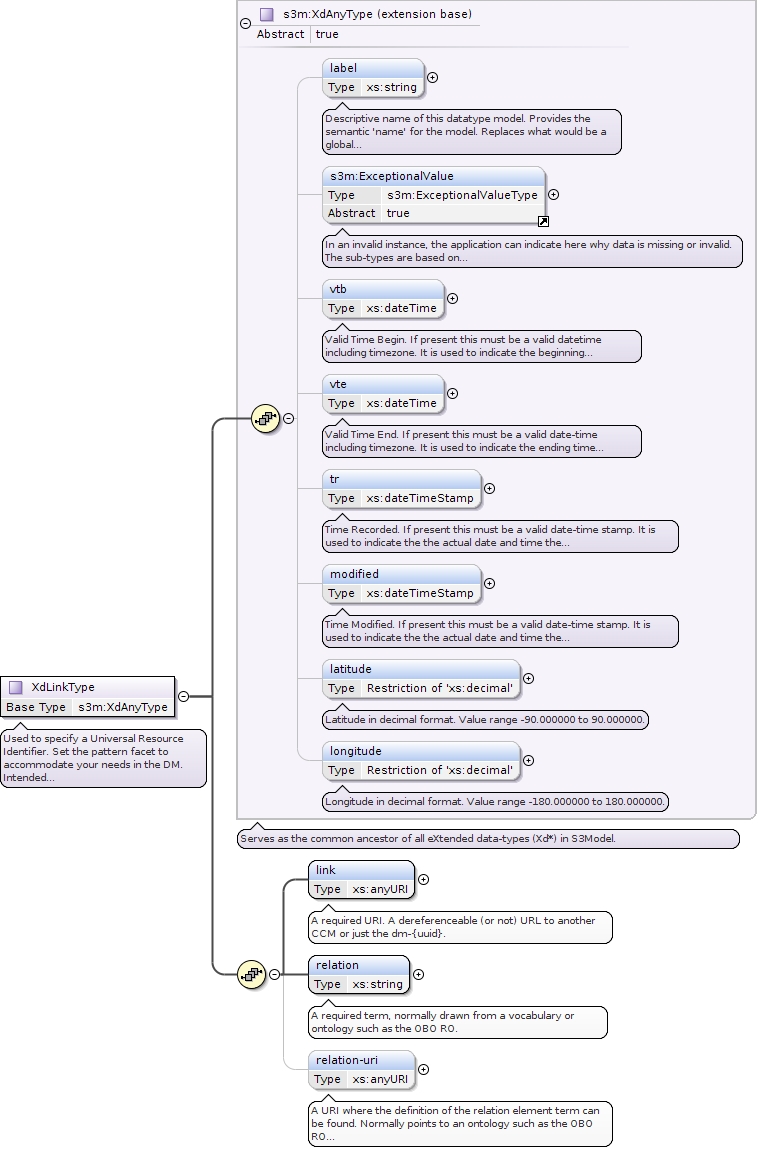 s3m:XdAnyType (extension base)
Abstract true
label
Type xs:string
Descriptive name of this datatype model. Provides the
semantic 'name' for the model. Replaces what would be a
global...
s3m:ExceptionalValue
Type s3m:ExceptionalValueType
Abstract true
In an invalid instance, the application can indicate here why data is missing or invalid.
The sub-types are based on...
vtb
Type xs:dateTime
Valid Time Begin. If present this must be a valid datetime
including timezone. It is used to indicate the beginning...
vte
Type xs:dateTime
Valid Time End. If present this must be a valid date-time
including timezone. It is used to indicate the ending time...
tr
Type xs:dateTimeStamp
Time Recorded. If present this must be a valid date-time stamp. It is
used to indicate the the actual date and time the...
modified
Type xs:dateTimeStamp
Time Modified. If present this must be a valid date-time stamp. It is
used to indicate the the actual date and time the...
latitude
Type Restriction of 'xs:decimal'
Latitude in decimal format. Value range -90.000000 to 90.000000.
longitude
Type Restriction of 'xs:decimal'
Longitude in decimal format. Value range -180.000000 to 180.000000.
XdLinkType
Base Type s3m:XdAnyType
Used to specify a Universal Resource
Identifier. Set the pattern facet to
accommodate your needs in the DM.
Intended...
Serves as the common ancestor of all eXtended data-types (Xd*) in S3Model.
link
Type xs:anyURI
A required URI. A dereferenceable (or not) URL to another
CCM or just the dm-{uuid}.
relation
Type xs:string
A required term, normally drawn from a vocabulary or
ontology such as the OBO RO.
relation-uri
Type xs:anyURI
A URI where the definition of the relation element term can
be found. Normally points to an ontology such as the OBO
RO...